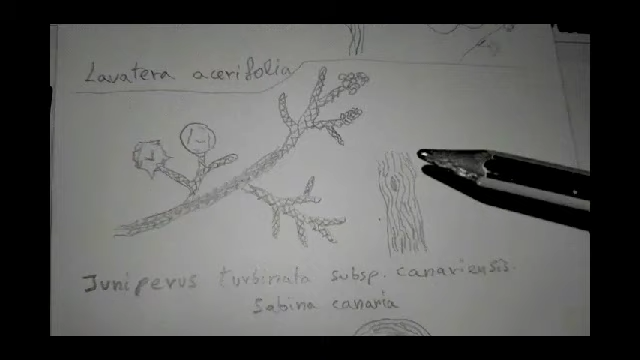 Lavatera acerifolia
Juniperus turbinata subsp. canariensis.
Sabina canaria